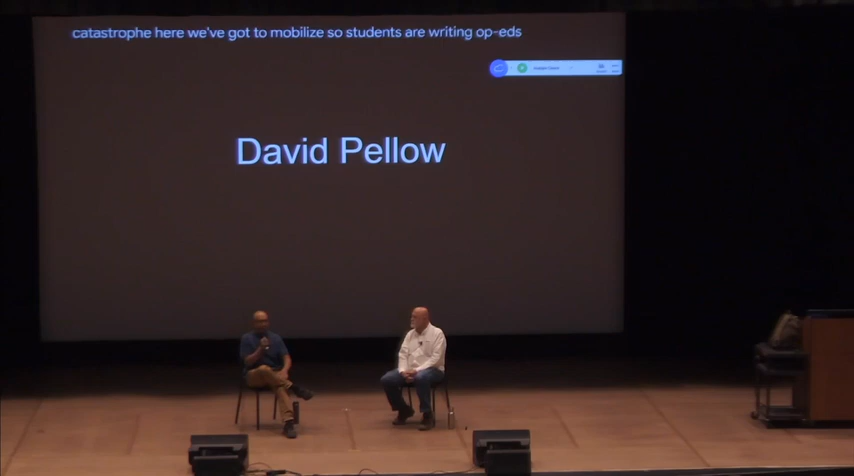 catastrophe here we've got to mobilize so students are writing op-eds
David Pellow